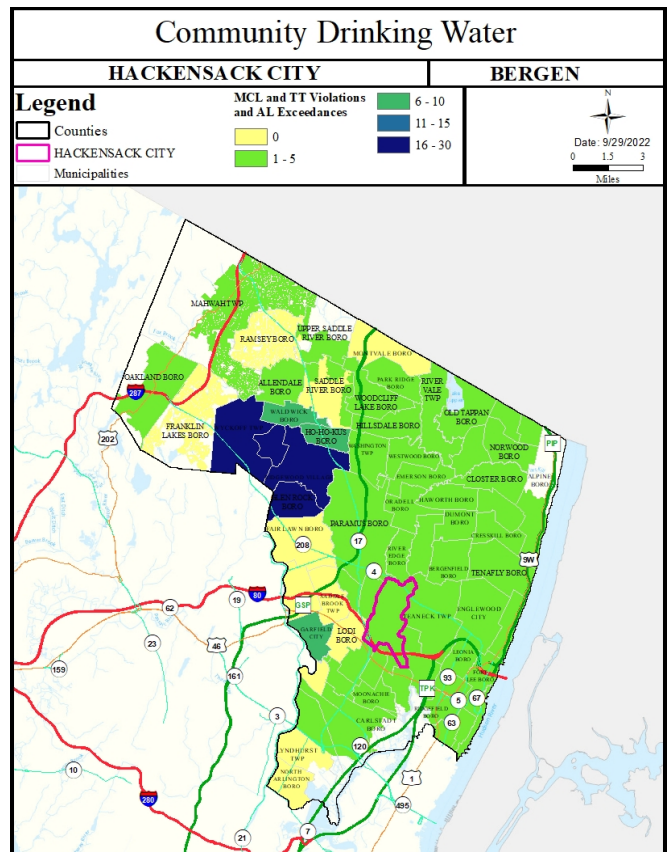 Community Drinking Water
HACKENSACK CITY
BERGEN
Legend
Counties
HACKENSACK CITY
Municipalities
MCL and TT Violations
and AL Exceedances
0
1 - 5
6 - 10
11 - 15
16 - 30
N
Date: 9/29/2022
0 1.5 3
Miles
MAHWAH TWP
RAMSEY BORO
UPPER SADDLE
RIVER BORO
MONTVALE BORO
OAKLAND BORO
287
ALLENDALE
BORO
SADDLE
RIVER BORO
PARK RIDGE
BORO
RIVER
VALE
TWP
WOODCLIFF
LAKE BORO
OLD TAPPAN
BORO
FRANKLIN
LAKES BORO
WALDWICK
BORO
HO-HO-KUS
BORO
HILLSDALE BORO
202
WASHINGTON
TWP
WESTWOOD BORO
NORWOOD
BORO
PIP
EMERSON BORO
CLOSTER BORO
ALPINE
BORO
GLEN ROCK
BORO
ORADELL
BORO
HAWORTH BORO
DUMONT
BORO
FAIR LAWN BORO
PARAMUS BORO
CRESSKILL BORO
208
17
RIVER
EDGE
BORO
9W
4
BERGENFIELD
BORO
TENAFLY BORO
80
19
GSP
62
BROOK
TWP
ENGLEWOOD
CITY
TEANECK TWP
GARFIELD
CITY
LODI
BORO
23
46
LEONIA
BORO
159
161
93
FORT
LEE BORO
TPK
5
67
MOONACHIE
BORO
3
BORO
63
CARLSTADT
BORO
120
LYNDHURST
TWP
NORTH
ARLINGTON
BORO
10
1
280
495
7
21